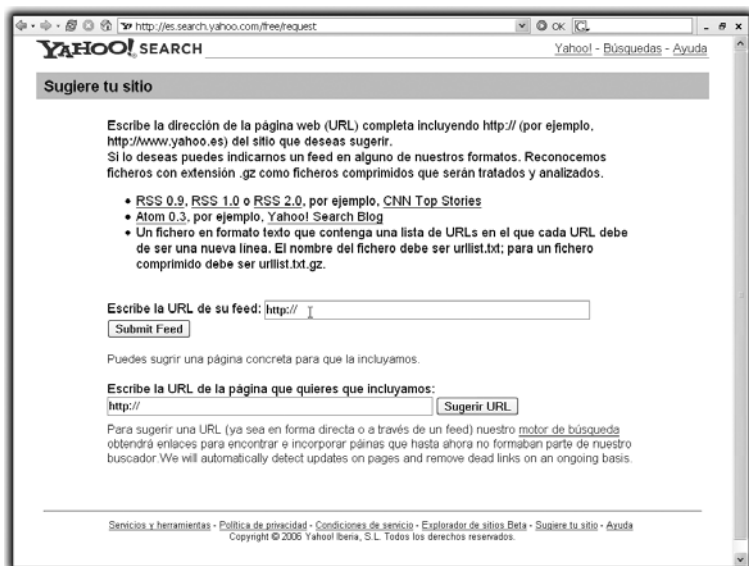 http://es.search.yahoo.com/free/request OK
YAHOO! SEARCH Yahoo! - Búsquedas - Ayuda
Sugiere tu sitio
Escribe la dirección de la página web (URL) completa incluyendo http:// (por ejemplo,
http://www.yahoo.es) del sitio que deseas sugerir.
Si lo deseas puedes indicarnos un feed en alguno de nuestros formatos. Reconocemos
ficheros con extensión .gz como ficheros comprimidos que serán tratados y analizados.
• RSS 0.9, RSS 1.0 o RSS 2.0, por ejemplo, CNN Top Stories
• Atom 0.3, por ejemplo, Yahoo! Search Blog
• Un fichero en formato texto que contenga una lista de URLs en el que cada URL debe
de ser una nueva línea. El nombre del fichero debe ser urllist.txt; para un fichero
comprimido debe ser urllist.txt.gz.
Escribe la URL de su feed: http://
Submit Feed
Puedes sugrir una página concreta para que la incluyamos.
Escribe la URL de la página que quieres que incluyamos:
http:// Sugerir URL
Para sugerir una URL (ya sea en forma directa o a través de un feed) nuestro motor de búsqueda
obtendrá enlaces para encontrar e incorporar páinas que hasta ahora no formaban parte de nuestro
buscador.We will automatically detect updates on pages and remove dead links on an ongoing basis.
Servicios y herramientas - Política de privacidad - Condiciones de servicio - Explorador de sitios Beta - Sugiere tu sitio - Ayuda
Copyright © 2006 Yahoo! Iberia, S.L. Todos los derechos reservados.